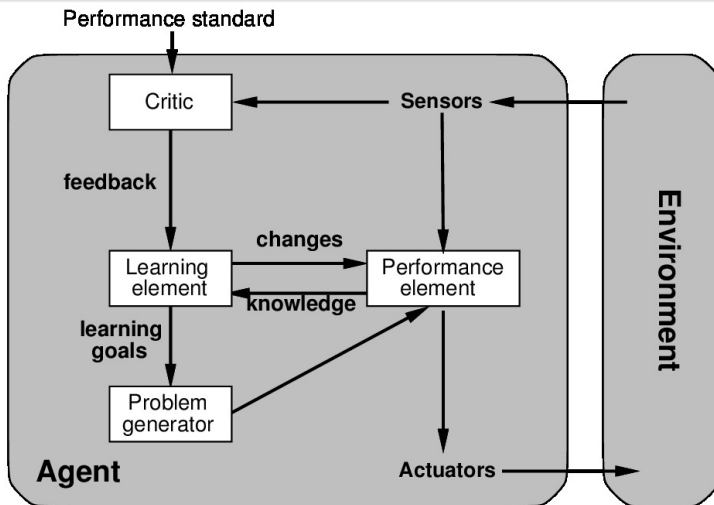 Performance standard
Critic
Sensors
feedback
changes
Learning
element
Performance
element
knowledge
learning
goals
Problem
generator
Agent
Actuators
Environment